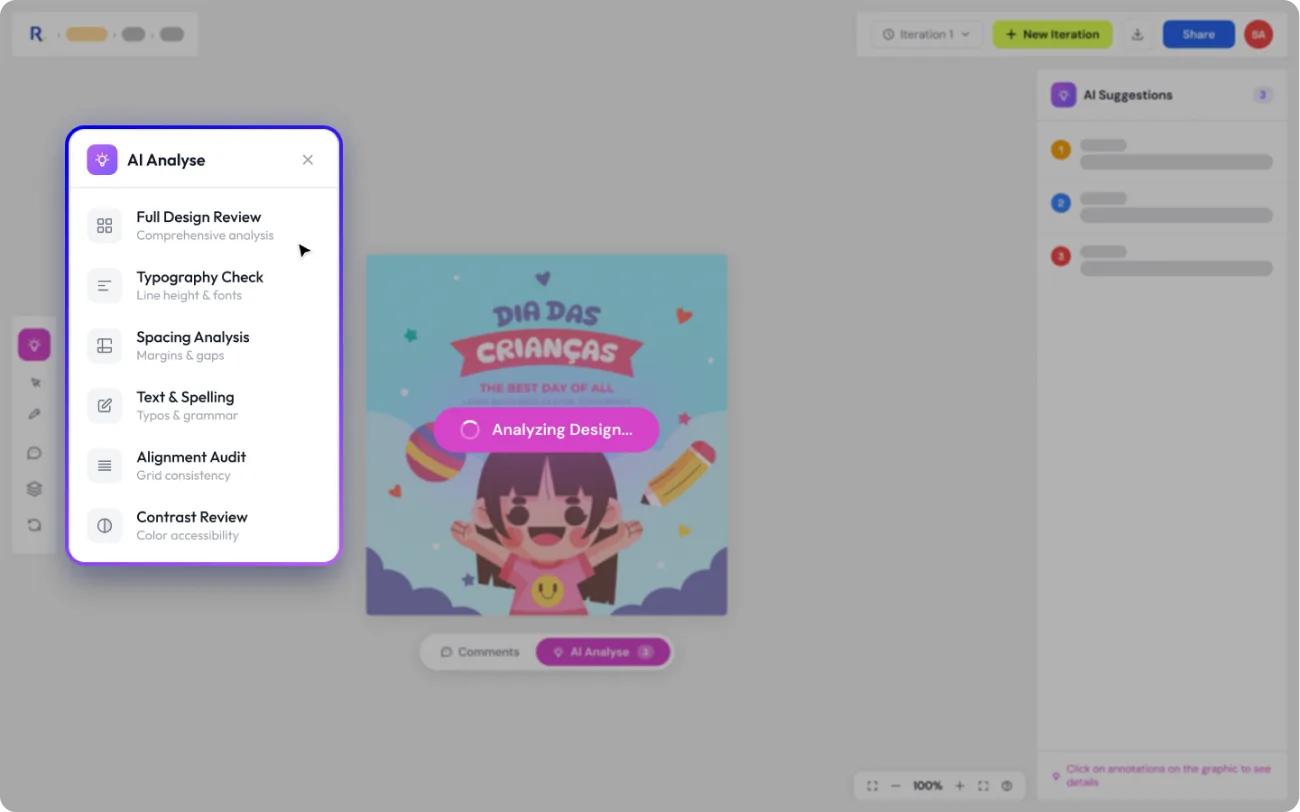 R.
Iteration 1
New Iteration
Share
SA
AI Suggestions
3
1
2
3
AI Analyse
Full Design Review
Comprehensive analysis
Typography Check
Line height & fonts
Spacing Analysis
Margins & gaps
Text & Spelling
Typos & grammar
Alignment Audit
Grid consistency
Contrast Review
Color accessibility
DIA DAS
CRIANÇAS
THE BEST DAY OF ALL
Analyzing Design...
Comments
AI Analyse 3
100%
Click on annotations on the graphic to see
details